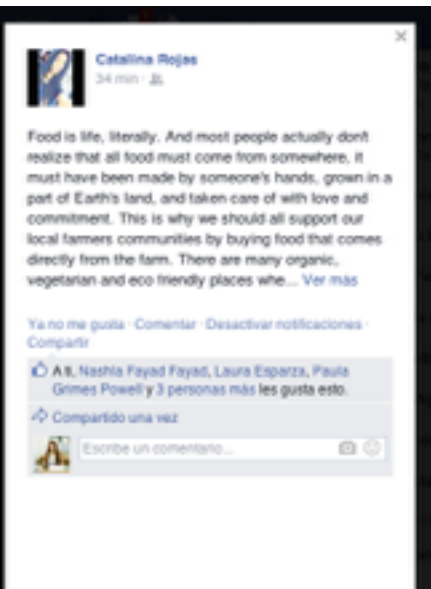 Catalina Rojas
34 min ·
Food is life, literally. And most people actually don't
realize that all food must come from somewhere, it
must have been made by someone's hands, grown in a
part of Earth's land, and taken care of with love and
commitment. This is why we should all support our
local farmers communities by buying food that comes
directly from the farm. There are many organic,
vegetarian and eco friendly places whe... Ver más
Ya no me gusta · Comentar · Desactivar notificaciones ·
Compartir
A ti, Nashla Fayad Fayad, Laura Esparza, Paula
Grimes Powell y 3 personas más les gusta esto.
Compartido una vez
Escribe un comentario...